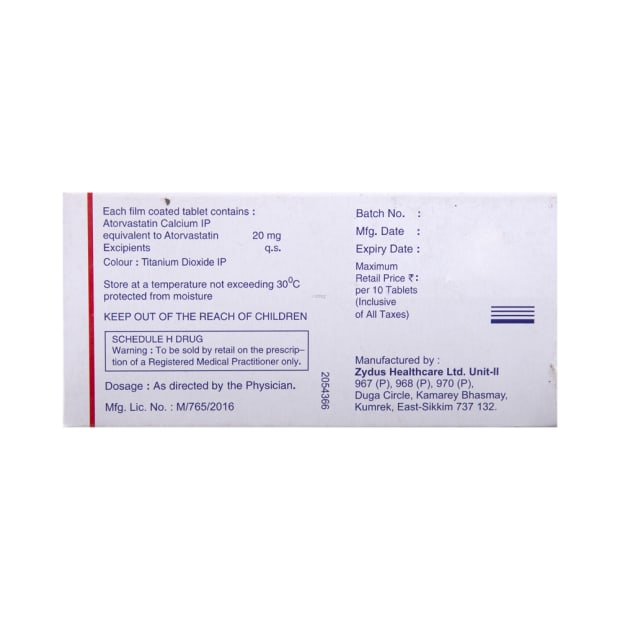 Each film coated tablet contains :
Atorvastatin Calcium IP
equivalent to Atorvastatin 20 mg
Excipients q.s.
Colour : Titanium Dioxide IP
Store at a temperature not exceeding 30⁰C
protected from moisture
KEEP OUT OF THE REACH OF CHILDREN
SCHEDULE H DRUG
Warning : To be sold by retail on the prescrip–
tion of a Registered Medical Practitioner only.
Dosage : As directed by the Physician.
Mfg. Lic. No. : M/765/2016
2054366
Batch No. :
Mfg. Date :
Expiry Date :
Maximum
Retail Price ₹ :
per 10 Tablets
(Inclusive
of All Taxes)
Manufactured by :
Zydus Healthcare Ltd. Unit-II
967 (P), 968 (P), 970 (P),
Duga Circle, Kamarey Bhasmay,
Kumrek, East-Sikkim 737 132.